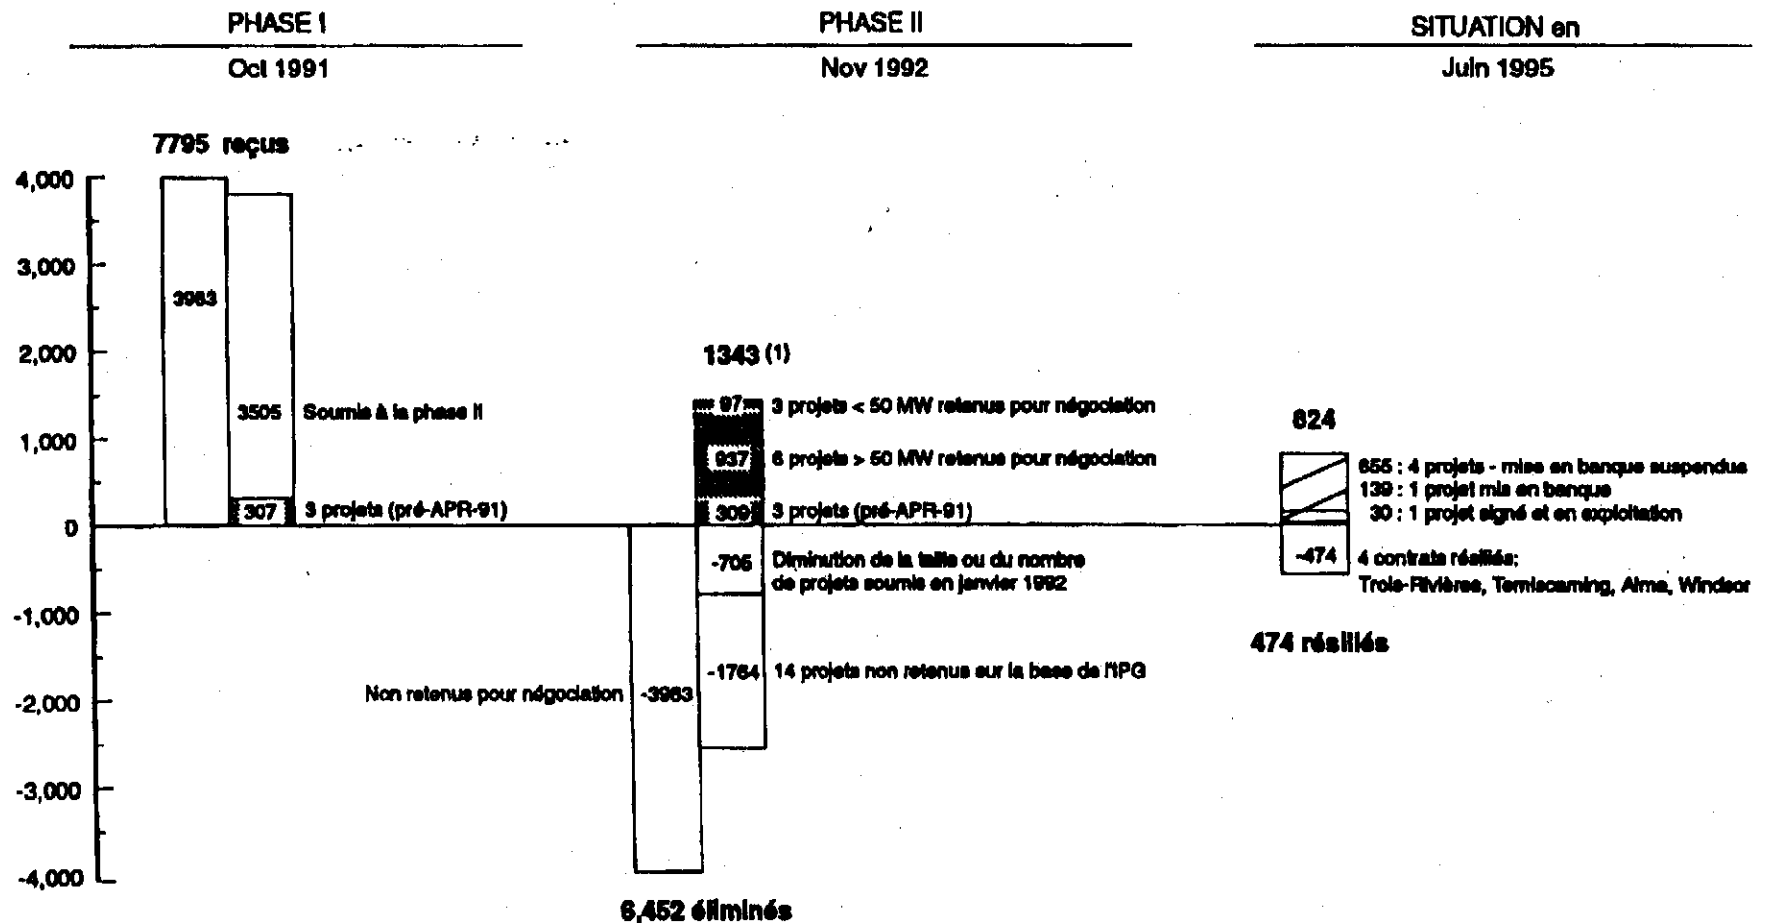 PHASE I
Oct 1991
PHASE II
Nov 1992
SITUATION en
Juin 1995
7795 reçus
4,000
3,000
2,000
1,000
0
-1,000
-2,000
-3,000
-4,000
3983
3505
Soumis à la phase II
307
3 projets (pré-APR-91)
1343 (1)
97
3 projets < 50 MW retenus pour négociation
937
6 projets > 50 MW retenus pour négociation
309
3 projets (pré-APR-91)
-705
Diminution de la taille ou du nombre
de projets soumis en janvier 1992
-1764
14 projets non retenus sur la base de l'IPG
Non retenus pour négociation
-3983
6,452 éliminés
824
655 : 4 projets - mise en banque suspendue
139 : 1 projet mis en banque
30 : 1 projet signé et en exploitation
-474
4 contrats résiliés;
Trois-Rivières, Temiscaming, Alma, Windsor
474 résiliés